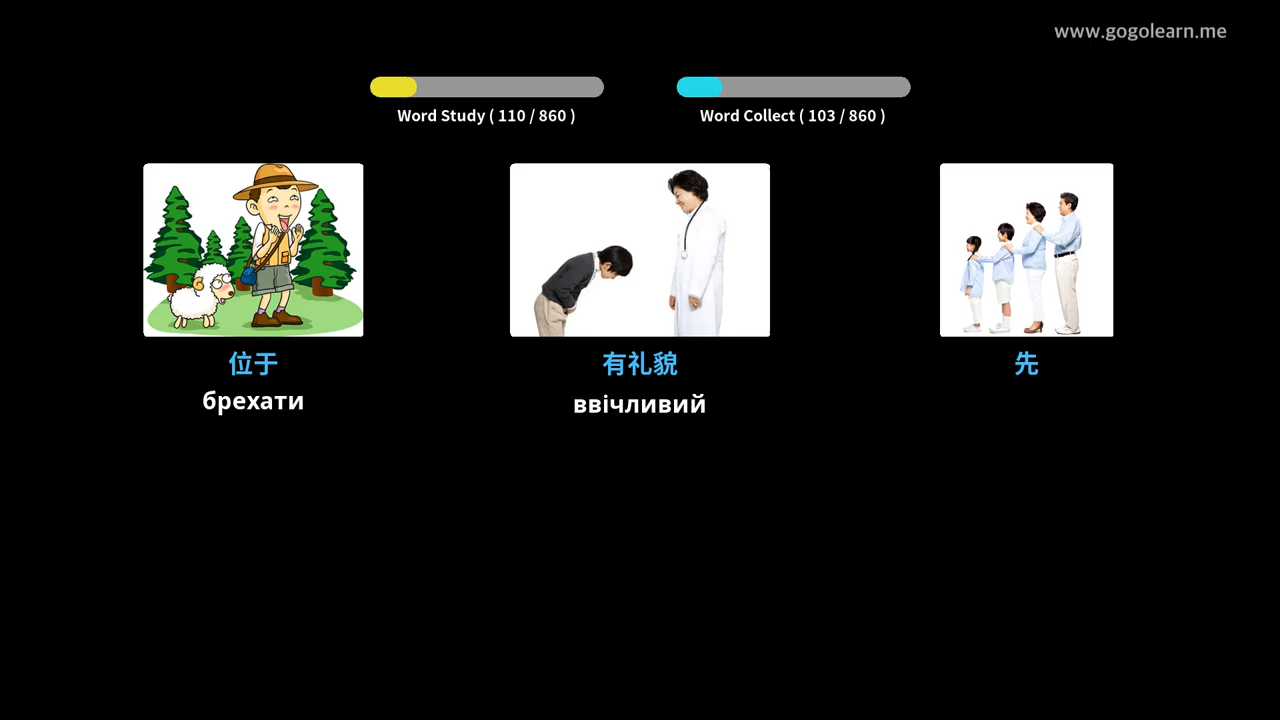 www.gogolearn.me
Word Study ( 110 / 860 )
Word Collect ( 103 / 860 )
位于
有礼貌
先
брехати
ввічливий